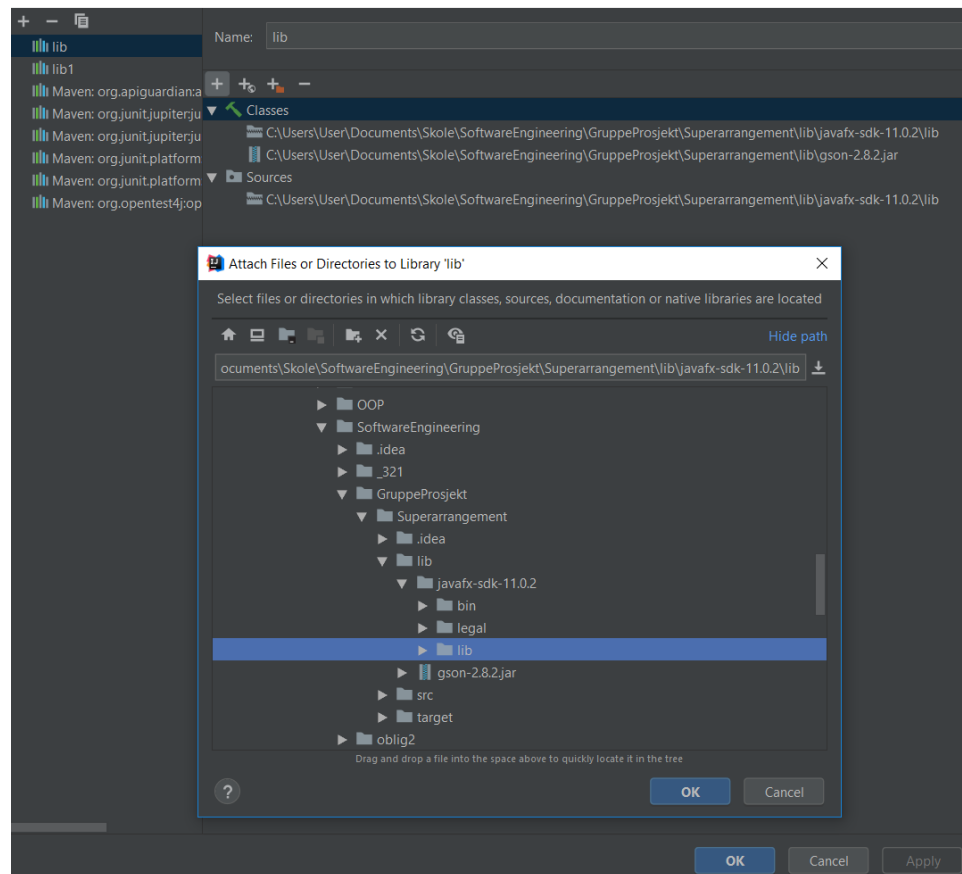 lib
lib1
Maven: org.apiguardian:a
Maven: org.junit.jupiter:ju
Maven: org.junit.jupiter:ju
Maven: org.junit.platform
Maven: org.junit.platform
Maven: org.opentest4j:op
Name: lib
Classes
C:\Users\User\Documents\Skole\SoftwareEngineering\GruppeProsjekt\Superarrangement\lib\javafx-sdk-11.0.2\lib
C:\Users\User\Documents\Skole\SoftwareEngineering\GruppeProsjekt\Superarrangement\lib\gson-2.8.2.jar
Sources
C:\Users\User\Documents\Skole\SoftwareEngineering\GruppeProsjekt\Superarrangement\lib\javafx-sdk-11.0.2\lib
Attach Files or Directories to Library 'lib'
Select files or directories in which library classes, sources, documentation or native libraries are located
Hide path
ocuments\Skole\SoftwareEngineering\GruppeProsjekt\Superarrangement\lib\javafx-sdk-11.0.2\lib
OOP
SoftwareEngineering
.idea
_321
GruppeProsjekt
Superarrangement
.idea
lib
javafx-sdk-11.0.2
bin
legal
lib
gson-2.8.2.jar
src
target
oblig2
Drag and drop a file into the space above to quickly locate it in the tree
?
OK Cancel
OK Cancel Apply